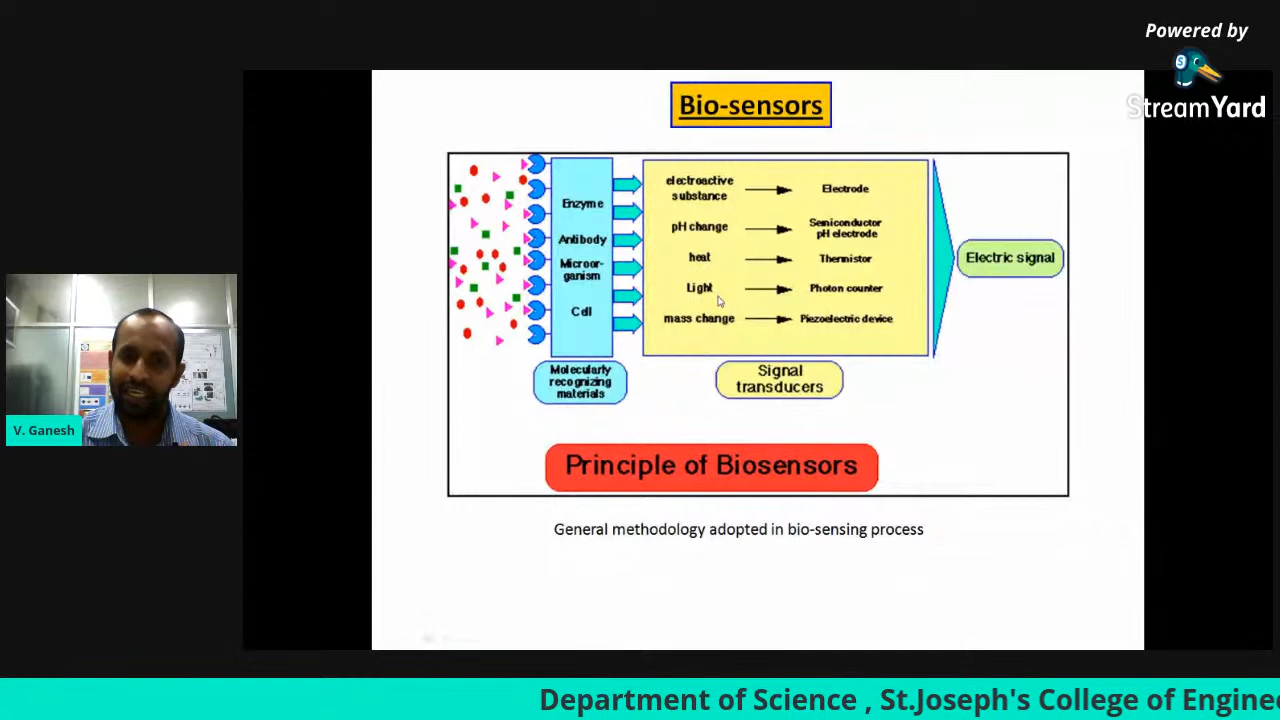 Powered by
StreamYard
Bio-sensors
Enzyme
Antibody
Microor-
ganism
Cell
Molecularly
recognizing
materials
electroactive
substance
Electrode
pH change
Semiconductor
pH electrode
heat
Thermistor
Light
Photon counter
mass change
Piezoelectric device
Signal
transducers
Electric signal
Principle of Biosensors
General methodology adopted in bio-sensing process
V. Ganesh
Department of Science , St.Joseph's College of Engine